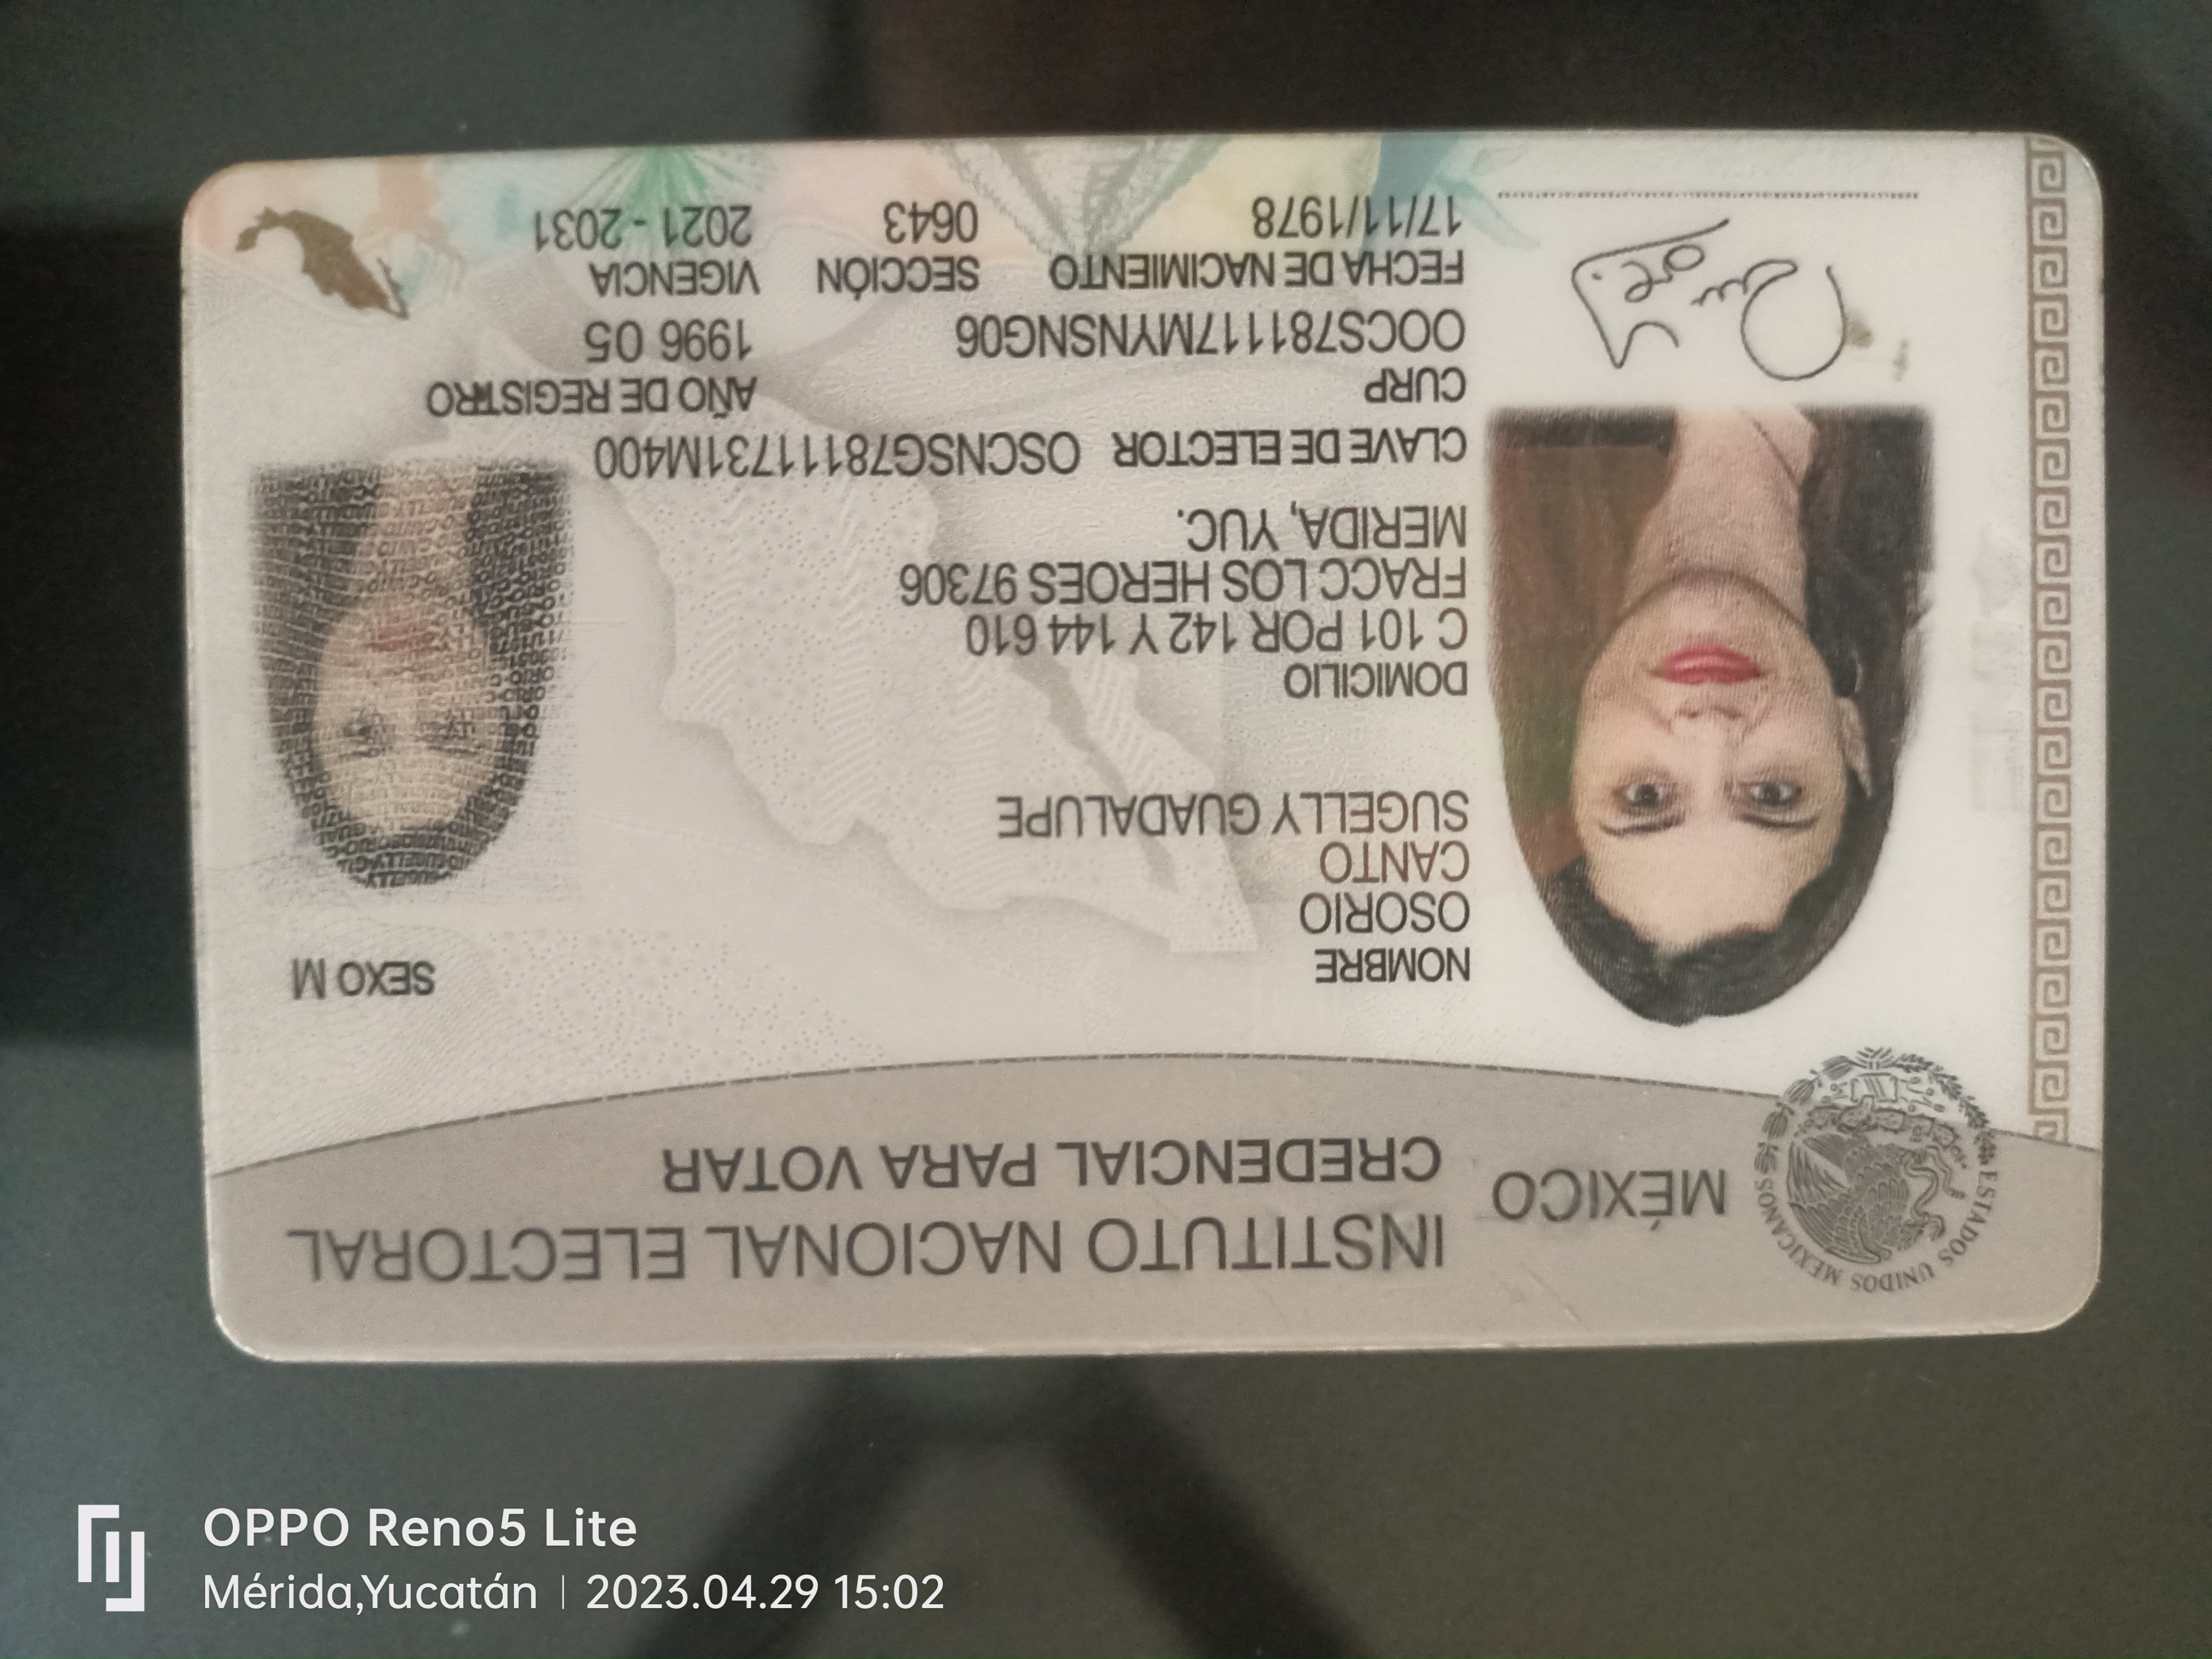 MÉXICO
INSTITUTO NACIONAL ELECTORAL
CREDENCIAL PARA VOTAR
ESTADOS UNIDOS MEXICANOS
NOMBRE
OSORIO
CANTO
SUGELLY GUADALUPE
SEXO M
DOMICILIO
C 101 POR 142 Y 144 610
FRACC LOS HEROES 97306
MERIDA, YUC.
CLAVE DE ELECTOR OSCNSG78111731M400
CURP
OOCS781117MYNSNG06
AÑO DE REGISTRO
1996 05
FECHA DE NACIMIENTO
17/11/1978
SECCIÓN
0643
VIGENCIA
2021 - 2031
OPPO Reno5 Lite
Mérida,Yucatán | 2023.04.29 15:02